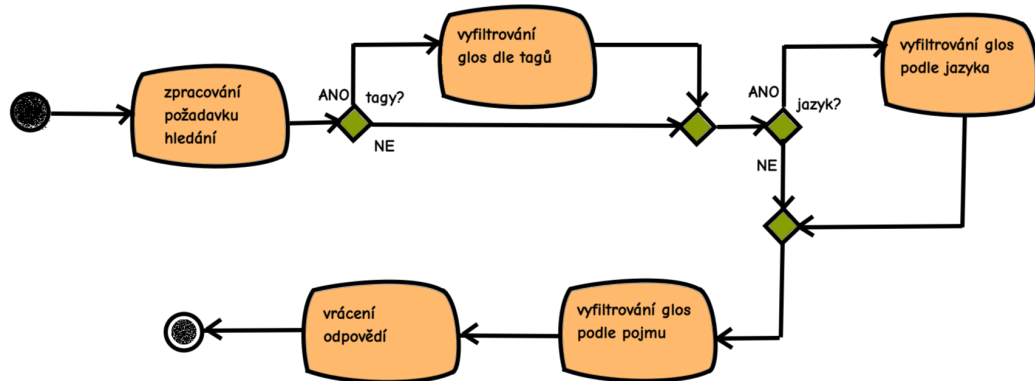 zpracování
požadavku
hledání
ANO
tagy?
NE
vyfiltrování
glos dle tagů
ANO
jazyk?
NE
vyfiltrování glos
podle jazyka
vyfiltrování glos
podle pojmu
vrácení
odpovědí